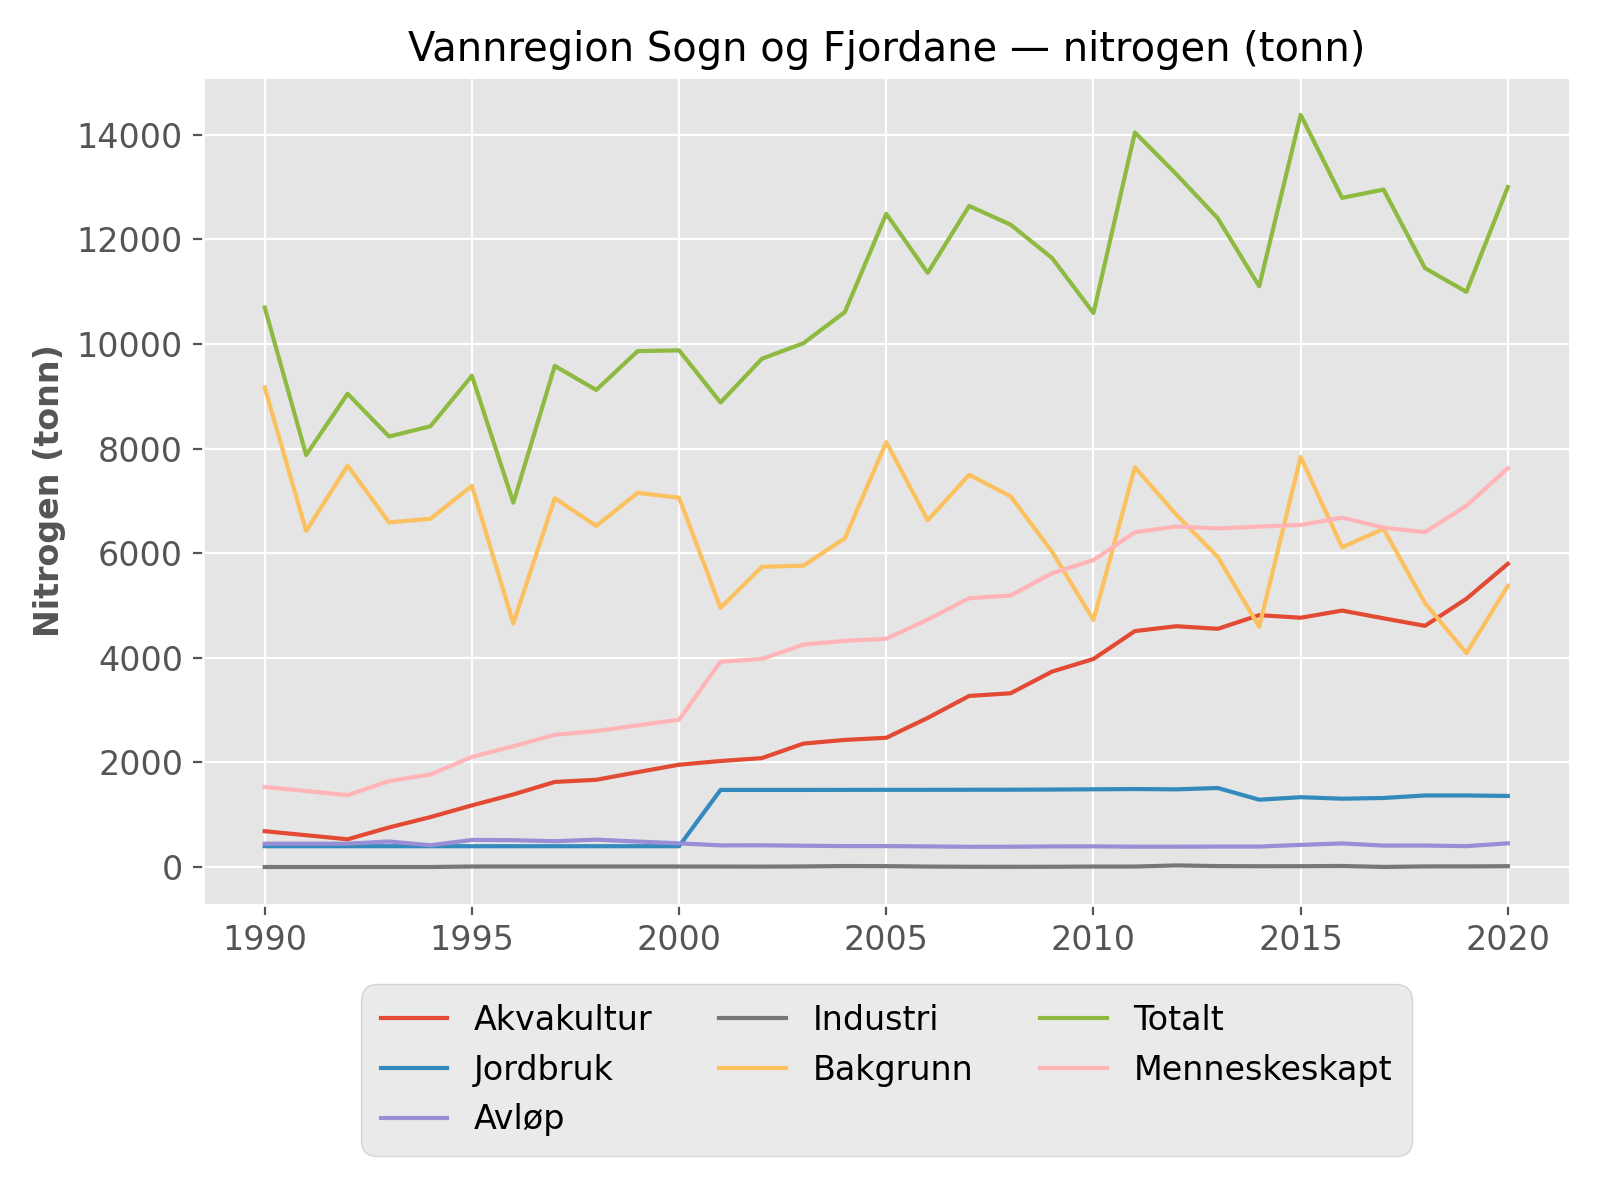 Vannregion Sogn og Fjordane — nitrogen (tonn)
Nitrogen (tonn)
14000
12000
10000
8000
6000
4000
2000
0
1990 1995 2000 2005 2010 2015 2020
Akvakultur Industri Totalt
Jordbruk Bakgrunn Menneskeskapt
Avløp